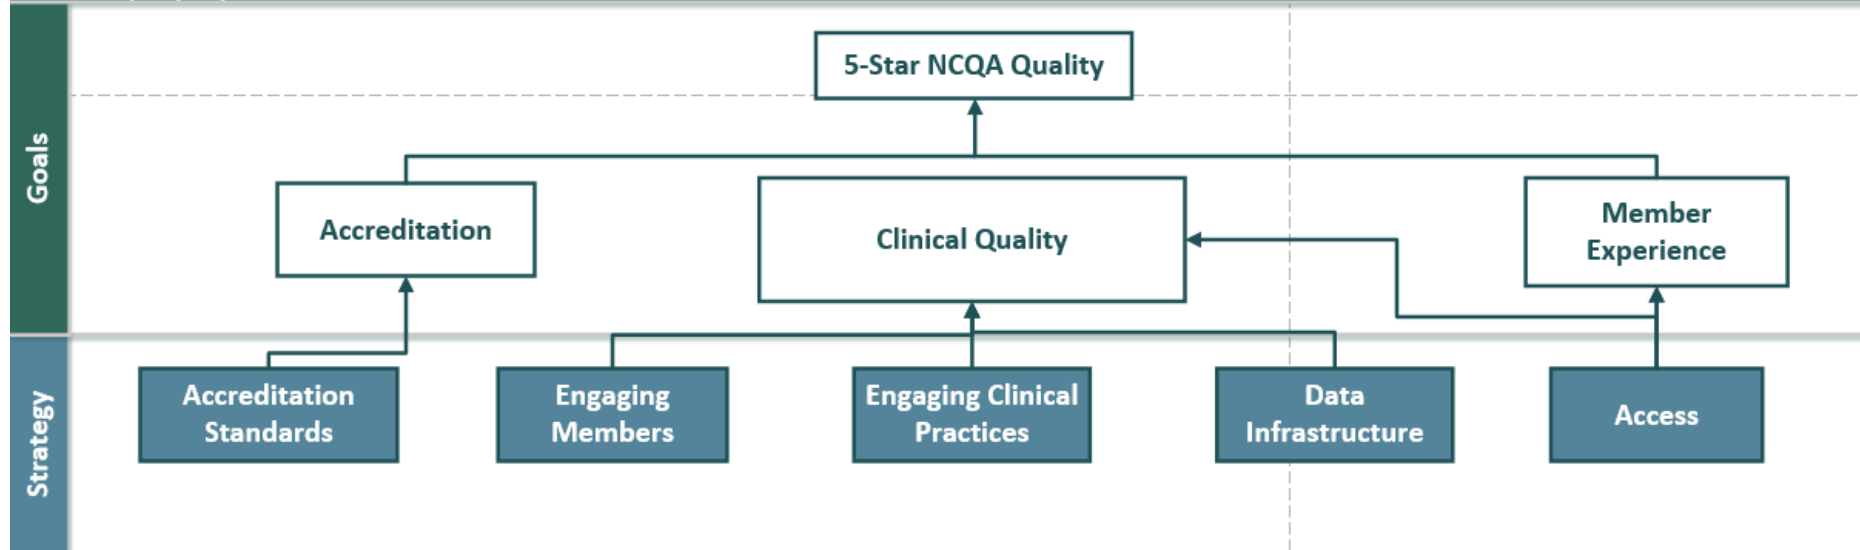 5-Star NCQA Quality
Goals
Accreditation
Clinical Quality
Member
Experience
Strategy
Accreditation
Standards
Engaging
Members
Engaging Clinical
Practices
Data
Infrastructure
Access